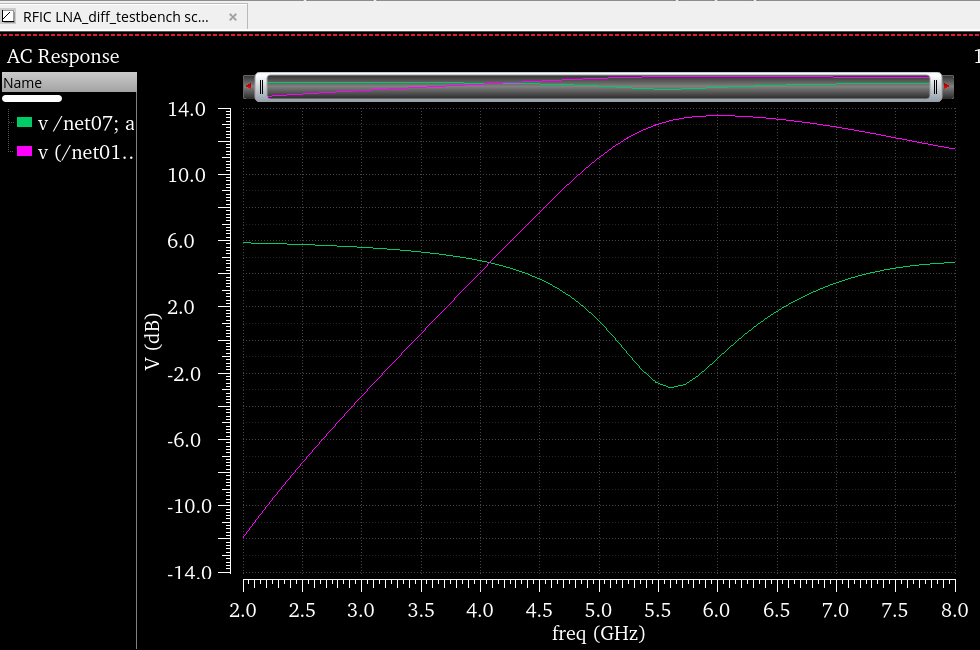 RFIC LNA_diff_testbench sc...
AC Response
1
Name
v /net07; a
v (/net01..
14.0
10.0
6.0
2.0
-2.0
-6.0
-10.0
-14.0
V (dB)
2.0 2.5 3.0 3.5 4.0 4.5 5.0 5.5 6.0 6.5 7.0 7.5 8.0
freq (GHz)